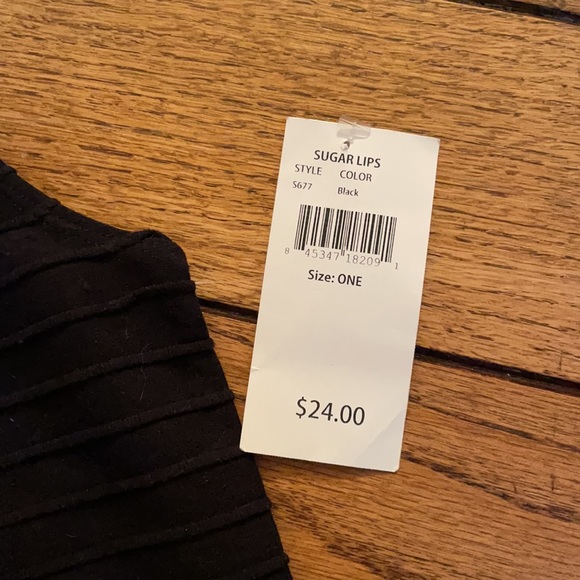 SUGAR LIPS
STYLE COLOR
S677 Black
8 45347 18209 1
Size: ONE
$24.00